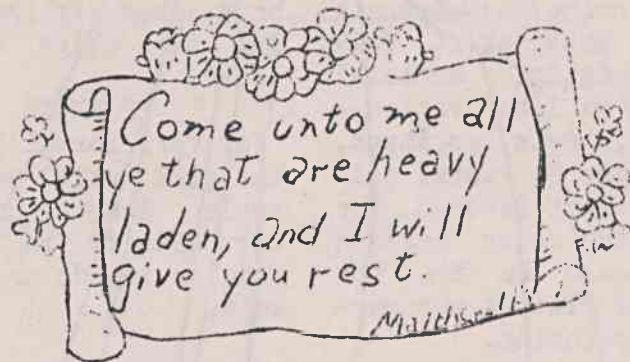 Come unto me all
ye that are heavy
laden, and I will
give you rest.